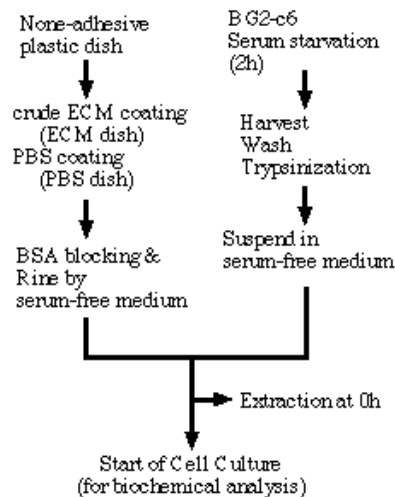 None-adhesive
plastic dish
crude ECM coating
(ECM dish)
PBS coating
(PBS dish)
BSA blocking &
Rine by
serum-free medium
BG2-c6
Serum starvation
(2h)
Harvest
Wash
Trypsinization
Suspend in
serum-free medium
Extraction at 0h
Start of Cell Culture
(for biochemical analysis)